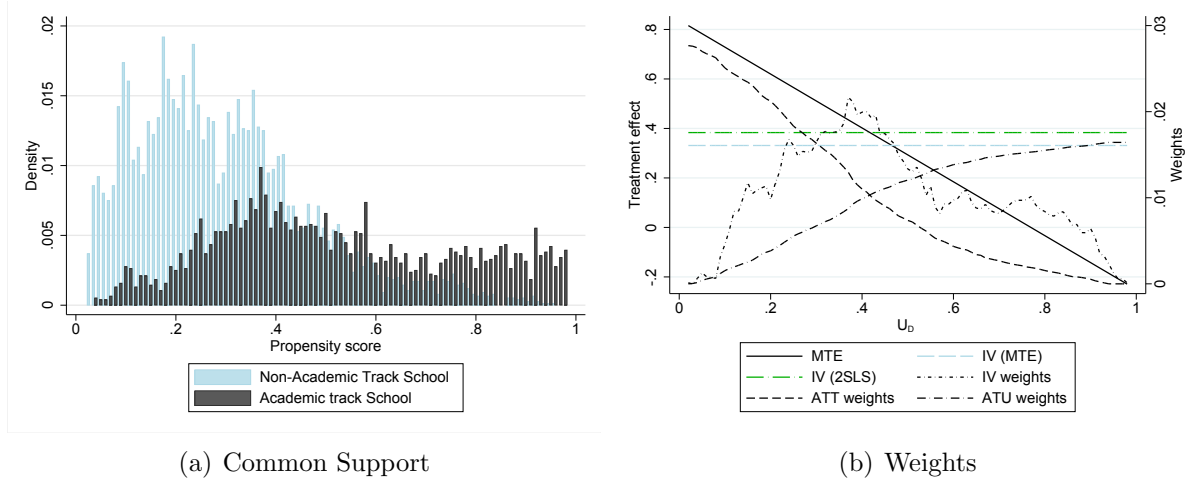 .02
.015
.01
.005
0
Density
0 .2 .4 .6 .8 1
Propensity score
Non-Academic Track School
Academic track School
(a) Common Support
.8
.6
.4
.2
0
-.2
Treatment effect
.03
.02
.01
0
Weights
0 .2 .4 .6 .8 1
U_D
MTE IV (MTE)
IV (2SLS) IV weights
ATT weights ATU weights
(b) Weights